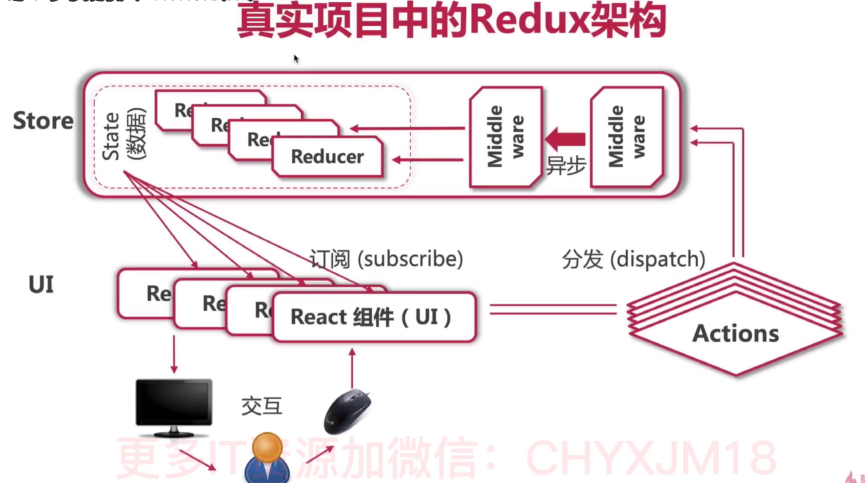 真实项目中的Redux架构
Store
State
(数据)
Re
Re
Re
Reducer
Middle
ware
异步
Middle
ware
订阅 (subscribe)
分发 (dispatch)
UI
Re
Re
R
React 组件（UI）
Actions
交互
更多IT资源加微信：CHYXJM18